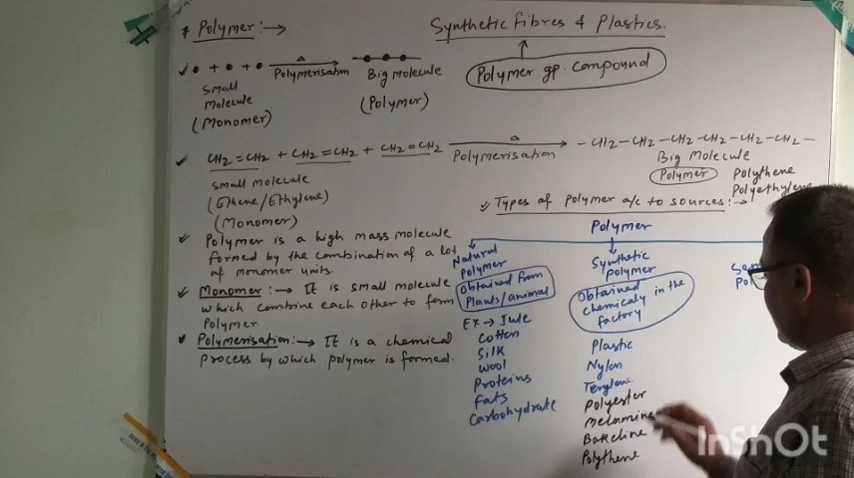 * Polymer:→
Synthetic fibres & Plastics.
Polymer gp. compound
• + • + • Δ Polymerisation
Small Molecule (Monomer)
Big Molecule (Polymer)
CH2=CH2 + CH2=CH2 + CH2=CH2 Δ Polymerisation → -CH2-CH2-CH2-CH2-CH2-CH2-
Small molecule
(Ethene/Ethylene)
(Monomer)
Big Molecule
Polymer
Polythene
Polyethylene
Polymer is a high mass molecule
formed by the combination of a lot
of monomer units.
Monomer:→ It is small molecule
which combine each other to form
Polymer.
Polymerisation:→ It is a chemical
process by which polymer is formed.
Types of Polymer a/c to sources:→
Polymer
Natural
Polymer
Obtained from
Plants/animal
Ex → Jute
Cotton
Silk
Wool
Proteins
Fats
Carbohydrate
Synthetic
Polymer
Obtained
chemicaly in the
factory
Plastic
Nylon
Terylene
Polyester
Melamine
Bakeline
Polythene
InShOt